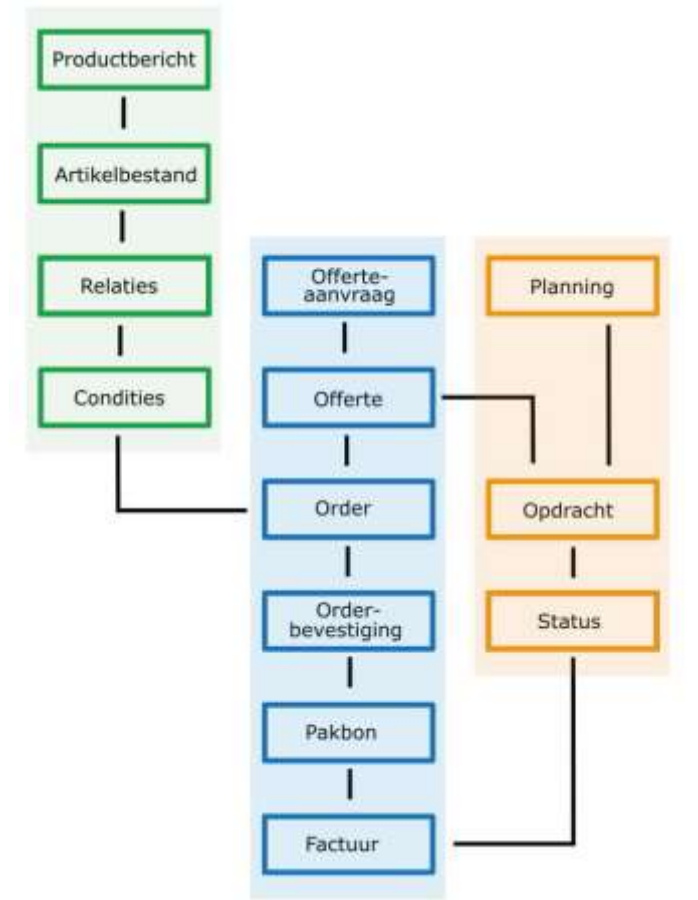 Productbericht
Artikelbestand
Relaties
Condities
Offerte-
aanvraag
Offerte
Order
Order-
bevestiging
Pakbon
Factuur
Planning
Opdracht
Status